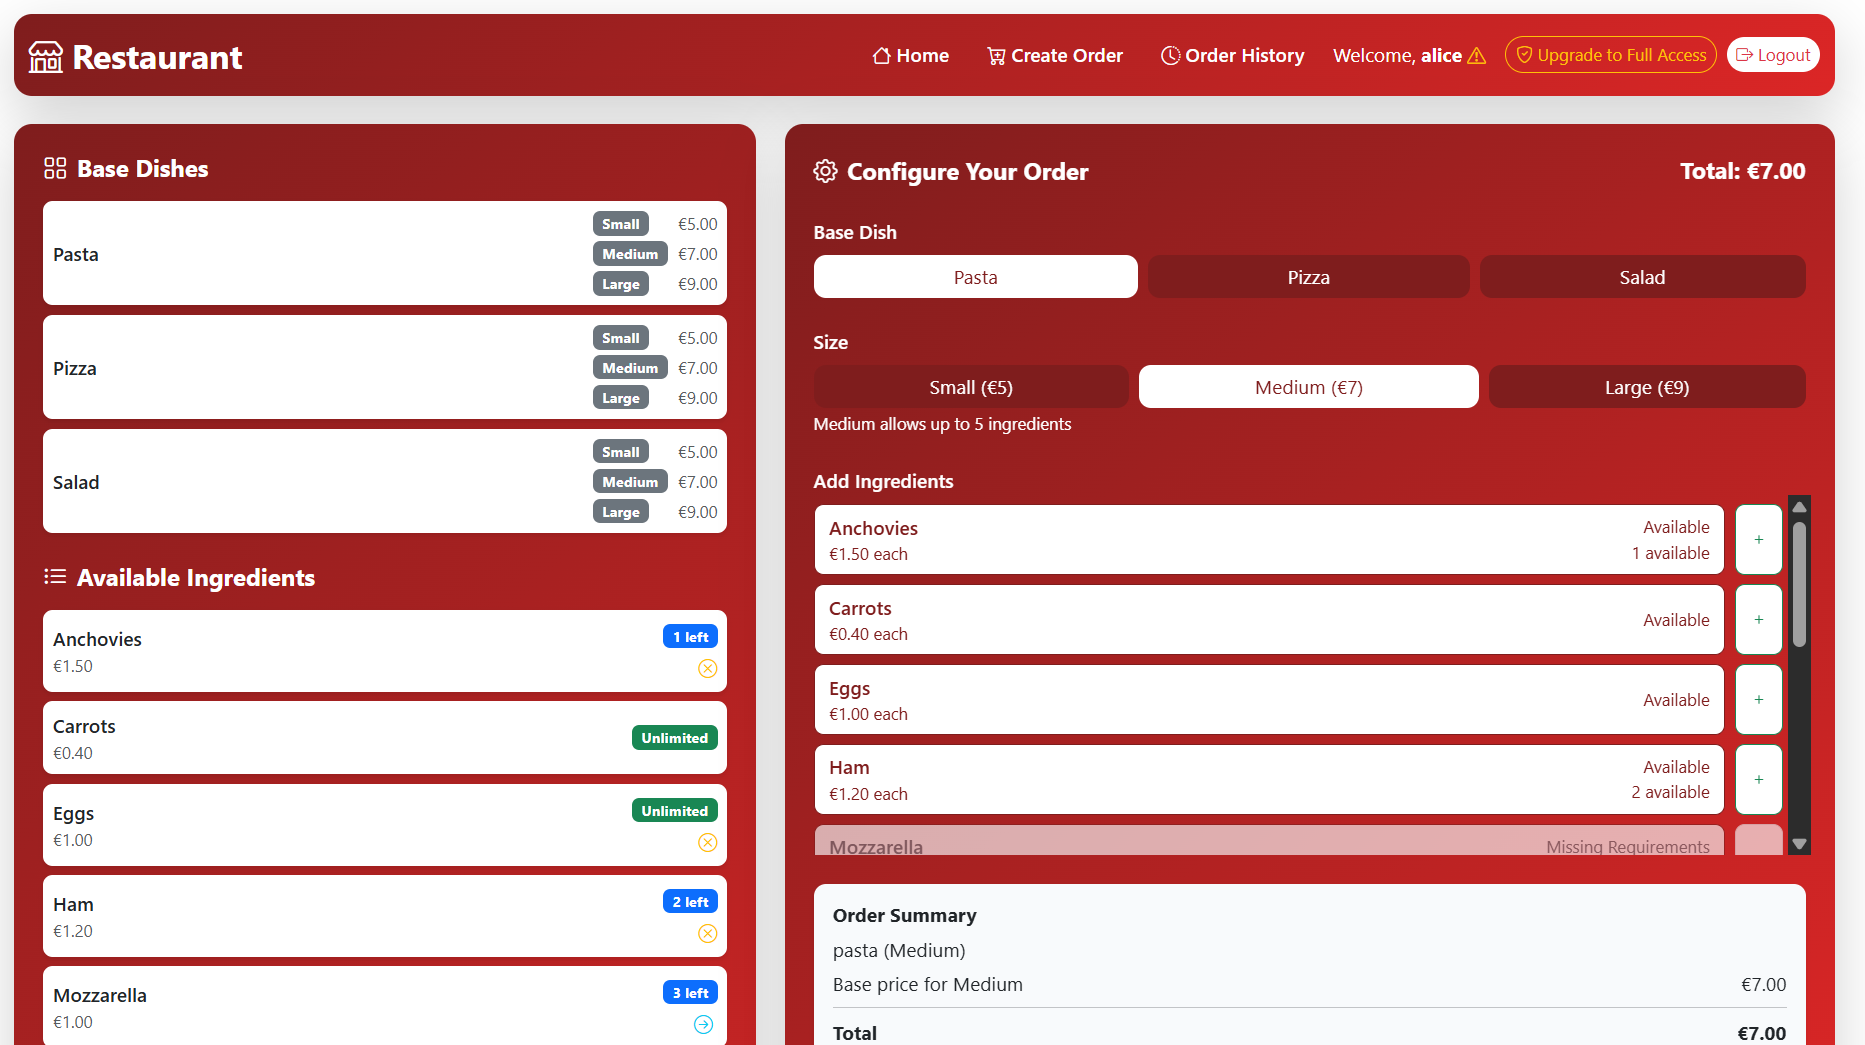 Restaurant
Home
Create Order
Order History
Welcome, alice
Upgrade to Full Access
Logout
Base Dishes
Pasta
Small €5.00
Medium €7.00
Large €9.00
Pizza
Small €5.00
Medium €7.00
Large €9.00
Salad
Small €5.00
Medium €7.00
Large €9.00
Available Ingredients
Anchovies
1 left
€1.50
Carrots
Unlimited
€0.40
Eggs
Unlimited
€1.00
Ham
2 left
€1.20
Mozzarella
3 left
€1.00
Configure Your Order
Total: €7.00
Base Dish
Pasta
Pizza
Salad
Size
Small (€5)
Medium (€7)
Large (€9)
Medium allows up to 5 ingredients
Add Ingredients
Anchovies
Available
€1.50 each
1 available
+
Carrots
€0.40 each
Available
+
Eggs
€1.00 each
Available
+
Ham
Available
€1.20 each
2 available
+
Mozzarella
Missing Requirements
Order Summary
pasta (Medium)
Base price for Medium €7.00
Total €7.00